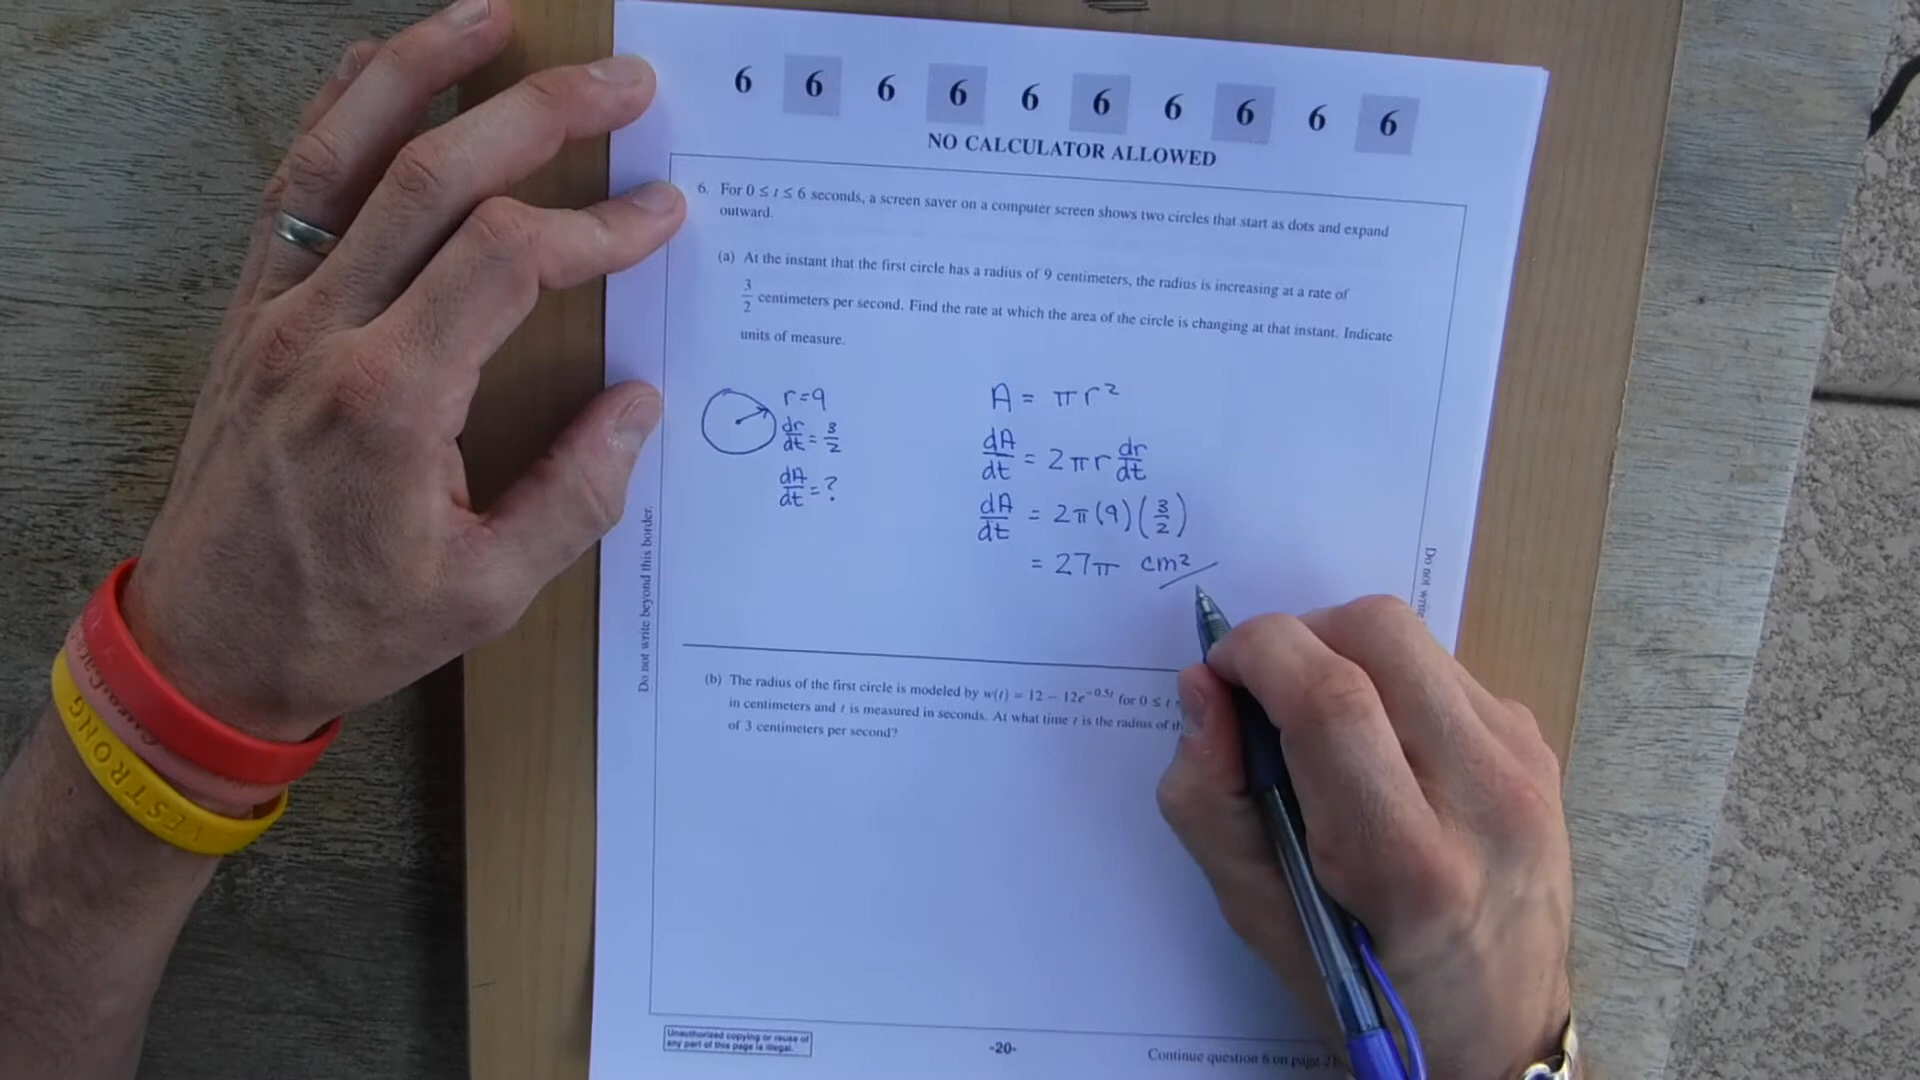 6 6 6 6 6 6 6 6 6 6
NO CALCULATOR ALLOWED
6. For 0 ≤ t ≤ 6 seconds, a screen saver on a computer screen shows two circles that start as dots and expand
outward.
(a) At the instant that the first circle has a radius of 9 centimeters, the radius is increasing at a rate of
3/2 centimeters per second. Find the rate at which the area of the circle is changing at that instant. Indicate
units of measure.
r=9
dr/dt = 3/2
dA/dt = ?
A = πr²
dA/dt = 2πr dr/dt
dA/dt = 2π(9)(3/2)
= 27π cm²/
(b) The radius of the first circle is modeled by w(t) = 12 − 12e^−0.5t for 0 ≤ t
in centimeters and t is measured in seconds. At what time t is the radius of
of 3 centimeters per second?
Do not write beyond this border.
Do not write
Unauthorized copying or reuse of
any part of this page is illegal.
-20-
Continue question 6 on page
STRONG